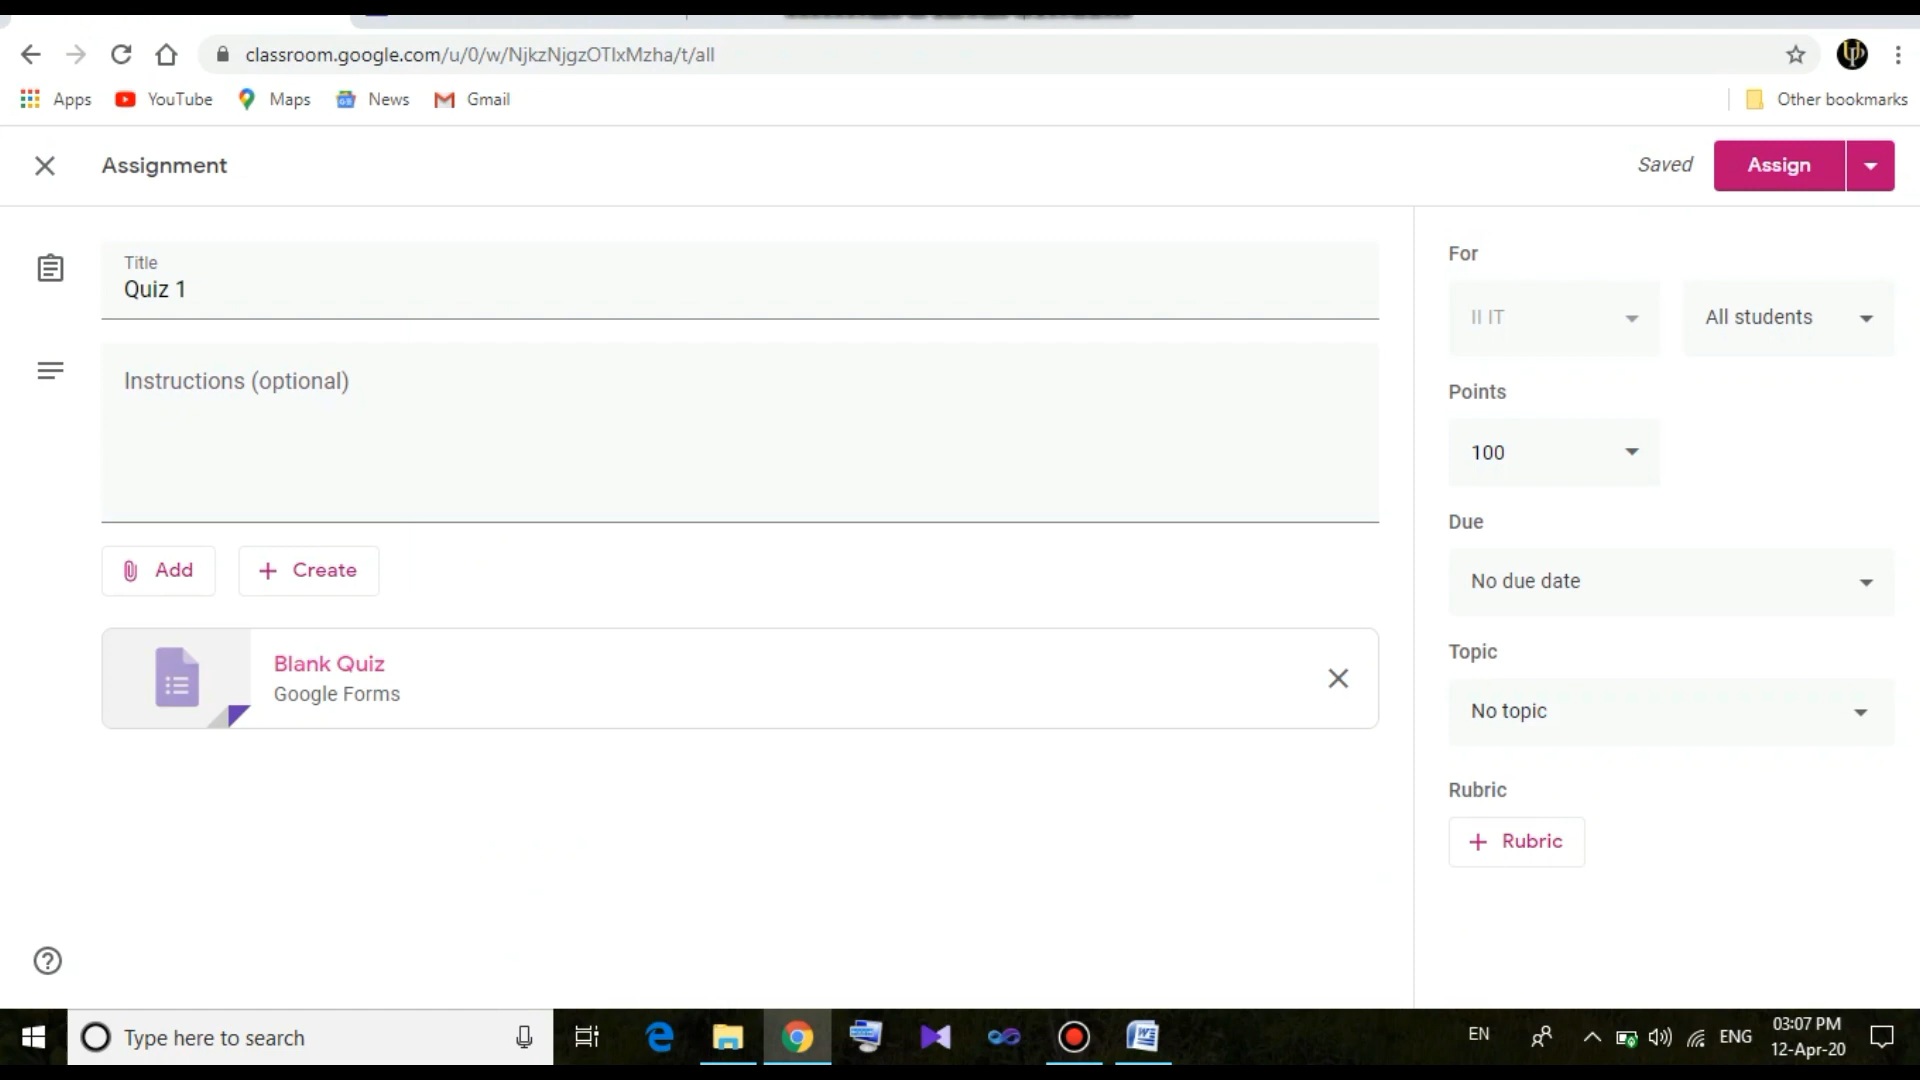 classroom.google.com/u/0/w/NjkzNjgzOTIxMzha/t/all
Apps YouTube Maps News Gmail Other bookmarks
Assignment Saved Assign
Title
Quiz 1
Instructions (optional)
Add Create
Blank Quiz
Google Forms
For
II IT All students
Points
100
Due
No due date
Topic
No topic
Rubric
Rubric
Type here to search
EN ENG
03:07 PM
12-Apr-20